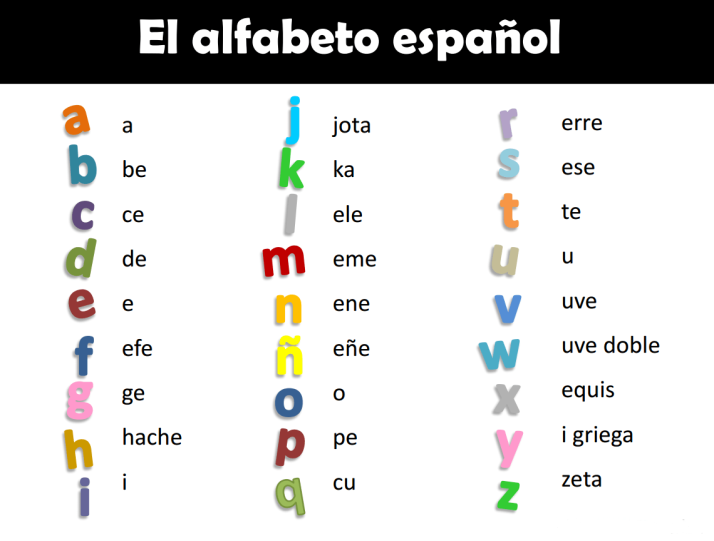 El alfabeto español
a a
b be
c ce
d de
e e
f efe
g ge
h hache
i i
j jota
k ka
l ele
m eme
n ene
ñ eñe
o o
p pe
q cu
r erre
s ese
t te
u u
v uve
w uve doble
x equis
y i griega
z zeta